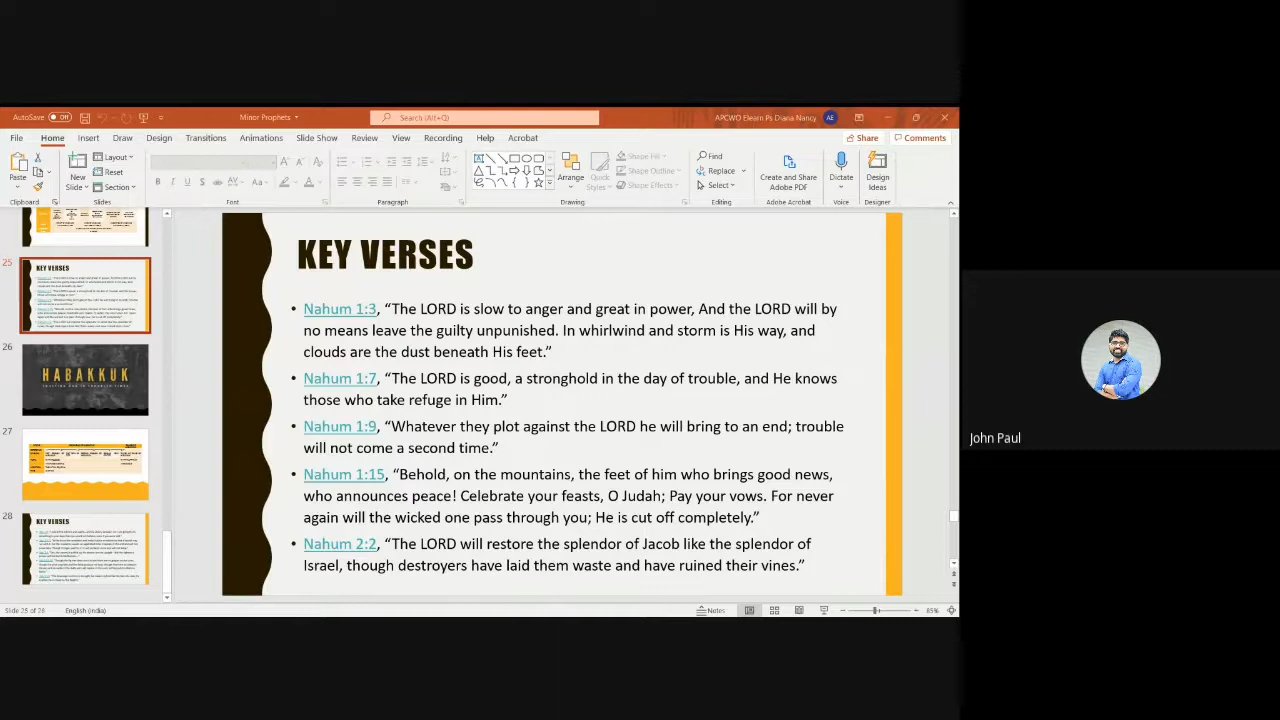 AutoSave Off
Minor Prophets
Search (Alt+Q)
APCWO Elearn Ps Diana Nancy AE
File Home Insert Draw Design Transitions Animations Slide Show Review View Recording Help Acrobat
Share Comments
Paste
New Slide
Layout
Reset
Section
B I U S AV Aa A
Arrange
Quick Styles
Shape Fill
Shape Outline
Shape Effects
Find
Replace
Select
Create and Share Adobe PDF
Dictate
Design Ideas
Clipboard Slides Font Paragraph Drawing Editing Adobe Acrobat Voice Designer
25
KEY VERSES
26
HABAKKUK
27
28
KEY VERSES
KEY VERSES
• Nahum 1:3, “The LORD is slow to anger and great in power, And the LORD will by
no means leave the guilty unpunished. In whirlwind and storm is His way, and
clouds are the dust beneath His feet.”
• Nahum 1:7, “The LORD is good, a stronghold in the day of trouble, and He knows
those who take refuge in Him.”
• Nahum 1:9, “Whatever they plot against the LORD he will bring to an end; trouble
will not come a second time.”
• Nahum 1:15, “Behold, on the mountains, the feet of him who brings good news,
who announces peace! Celebrate your feasts, O Judah; Pay your vows. For never
again will the wicked one pass through you; He is cut off completely.”
• Nahum 2:2, “The LORD will restore the splendor of Jacob like the splendor of
Israel, though destroyers have laid them waste and have ruined their vines.”
Slide 25 of 28 English (India)
Notes
85%
John Paul